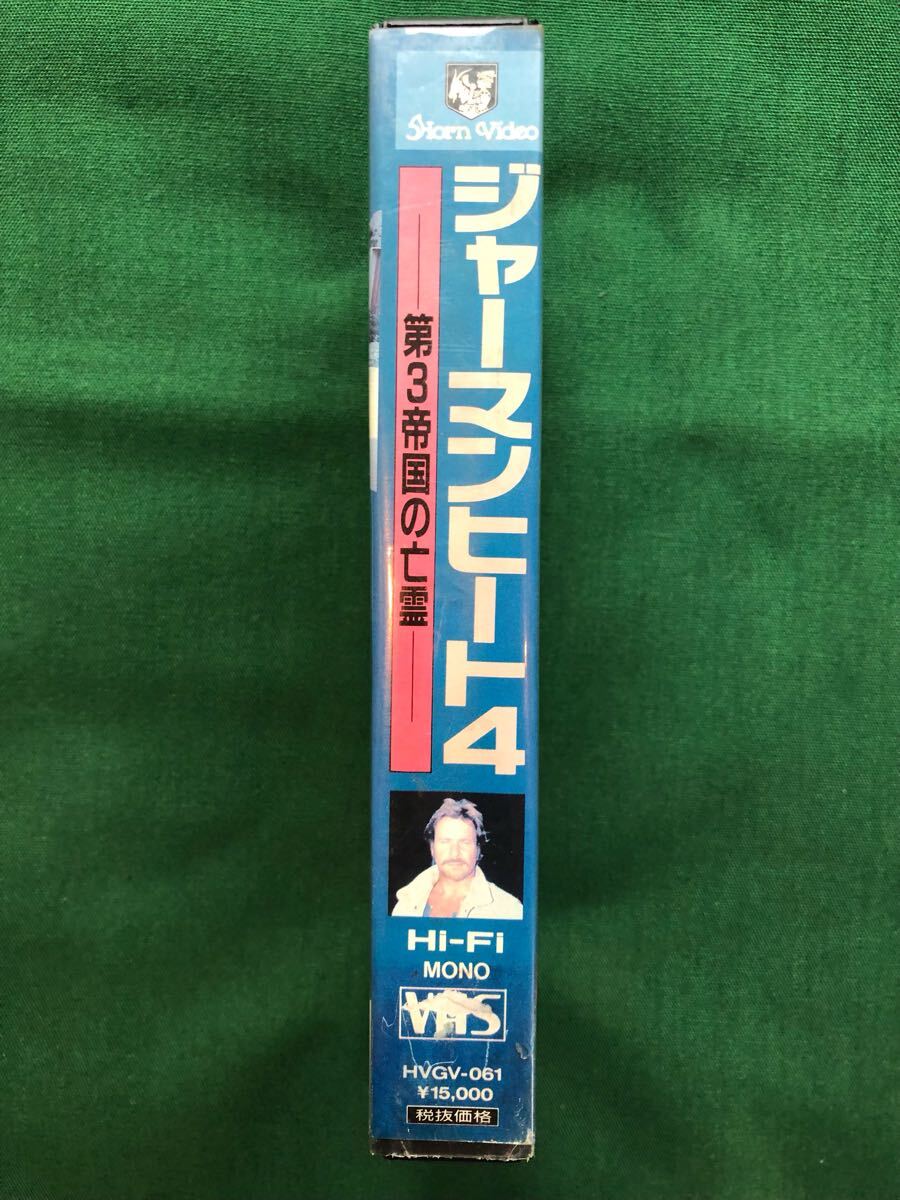 Horn Video
ジャーマンヒート4
第3帝国の亡霊
Hi-Fi
MONO
VHS
HVGV-061
¥15,000
税抜価格